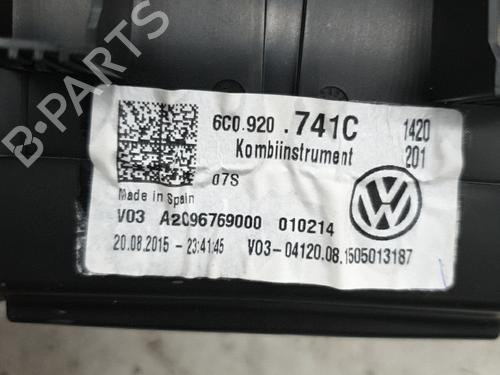 6C0.920 .741C
1420
Kombiinstrument
201
07S
Made in Spain
V03 A2C96769000 010214
20.08.2015 - 23:41:45 V03-04120.08.1505013187
B-PARTS